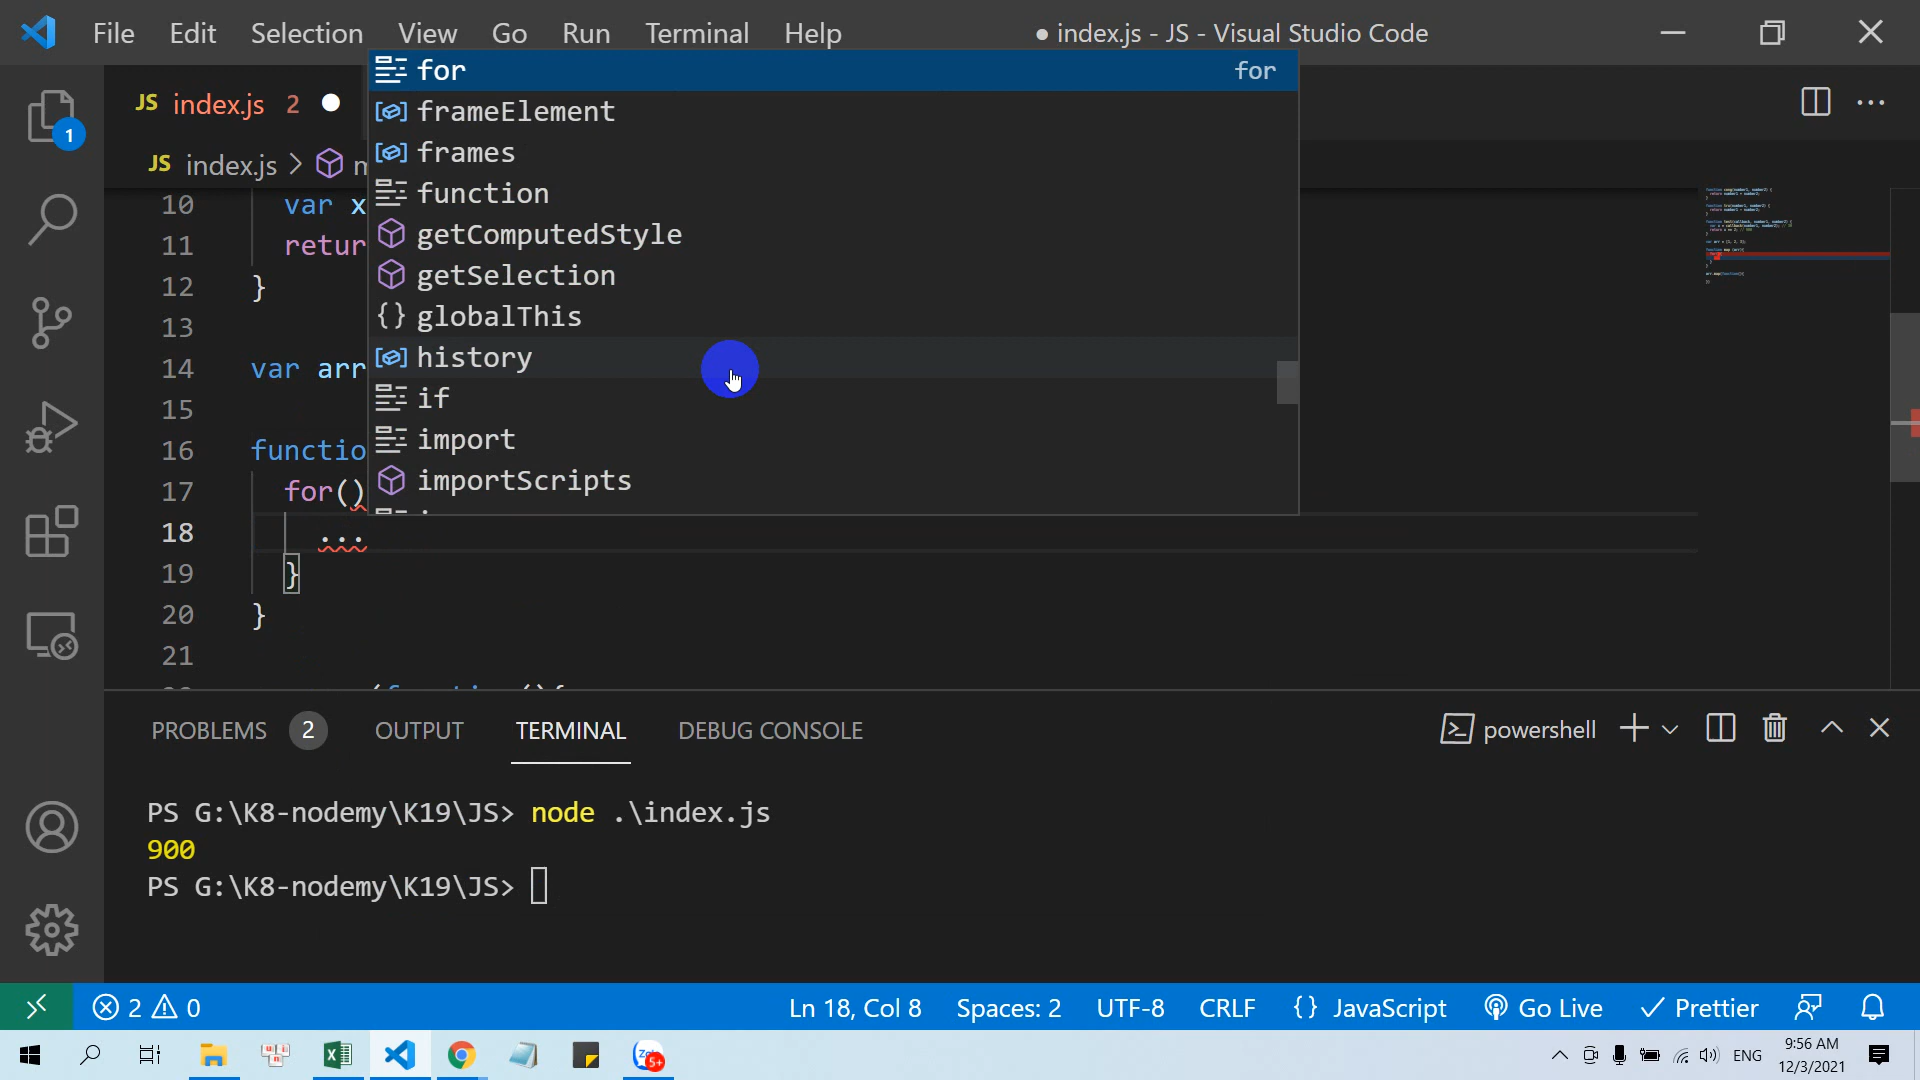 File Edit Selection View Go Run Terminal Help ● index.js - JS - Visual Studio Code
JS index.js 2
JS index.js > m
for for
frameElement
frames
function
getComputedStyle
getSelection
globalThis
history
if
import
importScripts
10 var x
11 retur
12 }
13
14 var arr
15
16 functio
17 for()
18 ...
19 }
20 }
21
1
PROBLEMS 2 OUTPUT TERMINAL DEBUG CONSOLE powershell
PS G:\K8-nodemy\K19\JS> node .\index.js
900
PS G:\K8-nodemy\K19\JS>
2 0 Ln 18, Col 8 Spaces: 2 UTF-8 CRLF {} JavaScript Go Live Prettier
5+ ENG 9:56 AM
12/3/2021